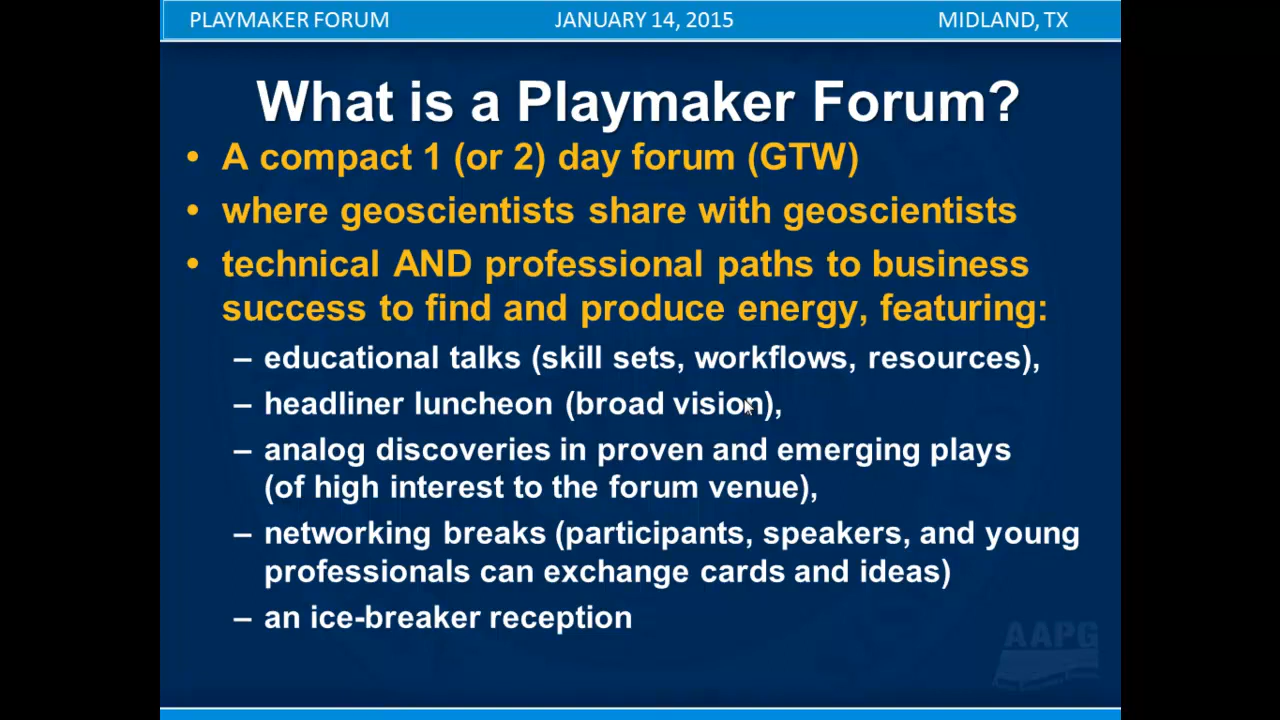 PLAYMAKER FORUM JANUARY 14, 2015 MIDLAND, TX
What is a Playmaker Forum?
• A compact 1 (or 2) day forum (GTW)
• where geoscientists share with geoscientists
• technical AND professional paths to business
success to find and produce energy, featuring:
– educational talks (skill sets, workflows, resources),
– headliner luncheon (broad vision),
– analog discoveries in proven and emerging plays
(of high interest to the forum venue),
– networking breaks (participants, speakers, and young
professionals can exchange cards and ideas)
– an ice-breaker reception
AAPG